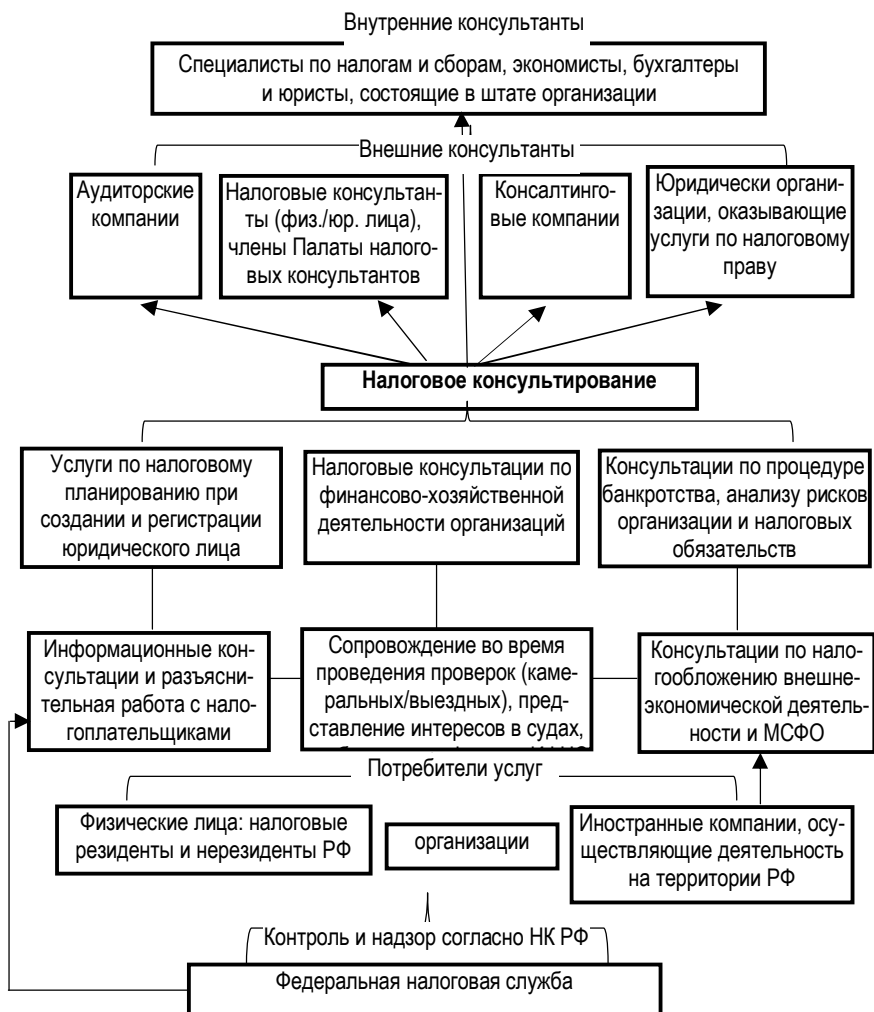 Внутренние консультанты
Специалисты по налогам и сборам, экономисты, бухгалтеры
и юристы, состоящие в штате организации
Внешние консультанты
Аудиторские
компании
Налоговые консультан-
ты (физ./юр. лица),
члены Палаты налого-
вых консультантов
Консалтинго-
вые компании
Юридически органи-
зации, оказывающие
услуги по налоговому
праву
Налоговое консультирование
Услуги по налоговому
планированию при
создании и регистрации
юридического лица
Налоговые консультации по
финансово-хозяйственной
деятельности организаций
Консультации по процедуре
банкротства, анализу рисков
организации и налоговых
обязательств
Информационные кон-
сультации и разъясни-
тельная работа с нало-
гоплательщиками
Сопровождение во время
проведения проверок (каме-
ральных/выездных), пред-
ставление интересов в судах,
Консультации по нало-
гообложению внешне-
экономической деятель-
ности и МСФО
Потребители услуг
Физические лица: налоговые
резиденты и нерезиденты РФ
организации
Иностранные компании, осу-
ществляющие деятельность
на территории РФ
Контроль и надзор согласно НК РФ
Федеральная налоговая служба